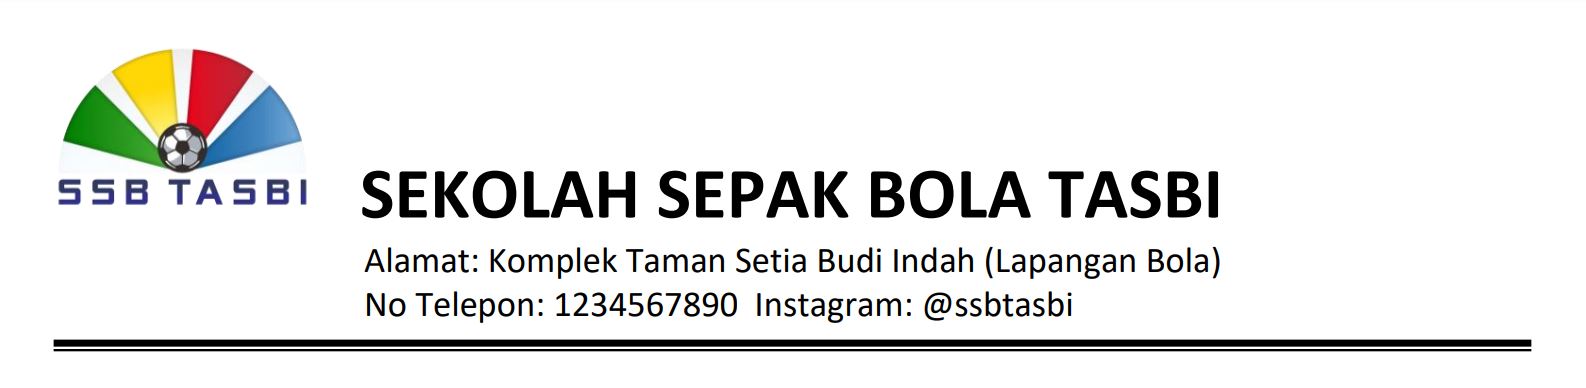 SSB TASBI
SEKOLAH SEPAK BOLA TASBI
Alamat: Komplek Taman Setia Budi Indah (Lapangan Bola)
No Telepon: 1234567890 Instagram: @ssbtasbi